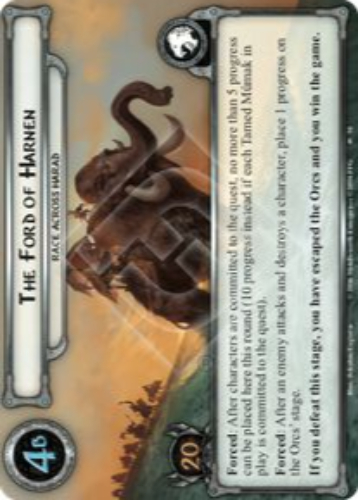 4B
THE FORD OF HARNEN
RACE ACROSS HARAD
20
Forced: After characters are committed to the quest, no more than 5 progress
can be placed here this round (10 progress instead if each Tamed Mûmak in
play is committed to the quest).
Forced: After an enemy attacks and destroys a character, place 1 progress
on the Orcs' stage.
If you defeat this stage, you have escaped the Orcs and you win the game.